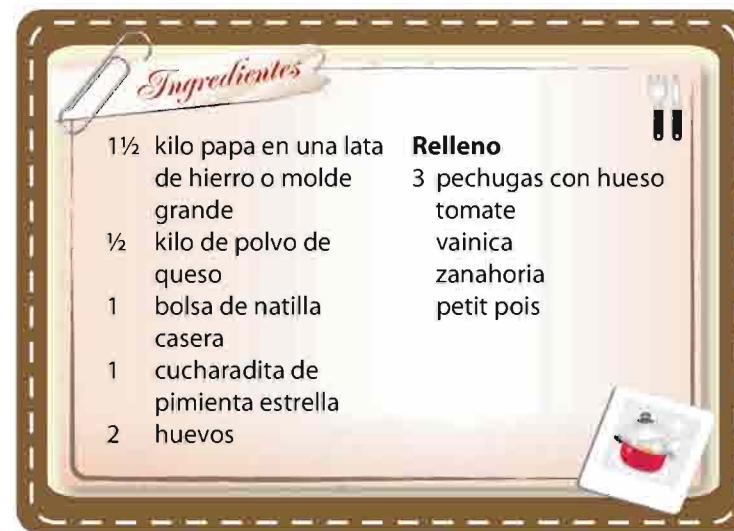 Ingredientes
1½ kilo papa en una lata
de hierro o molde
grande
½ kilo de polvo de
queso
1 bolsa de natilla
casera
1 cucharadita de
pimienta estrella
2 huevos
Relleno
3 pechugas con hueso
tomate
vainica
zanahoria
petit pois